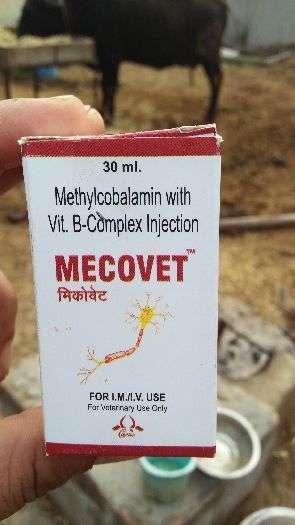 30 ml.
Methylcobalamin with
Vit. B-Complex Injection
MECOVET™
मिकोवेट
FOR I.M./I.V. USE
For Veterinary Use Only